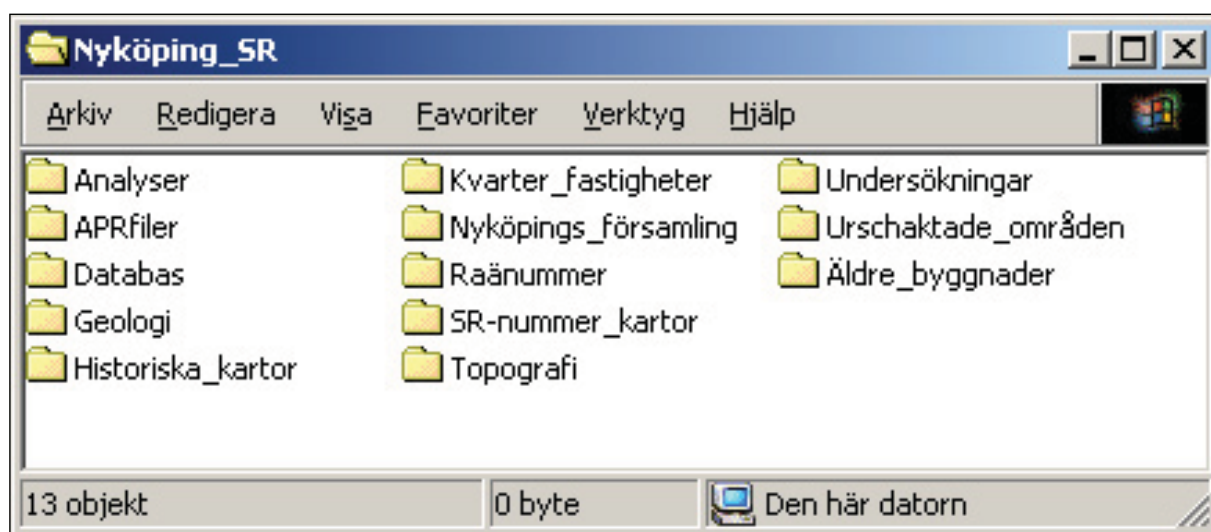 Nyköping_SR
Arkiv Redigera Visa Favoriter Verktyg Hjälp
Analyser
APRfiler
Databas
Geologi
Historiska_kartor
Kvarter_fastigheter
Nyköpings_församling
Raänummer
SR-nummer_kartor
Topografi
Undersökningar
Urschaktade_områden
Äldre_byggnader
13 objekt 0 byte Den här datorn